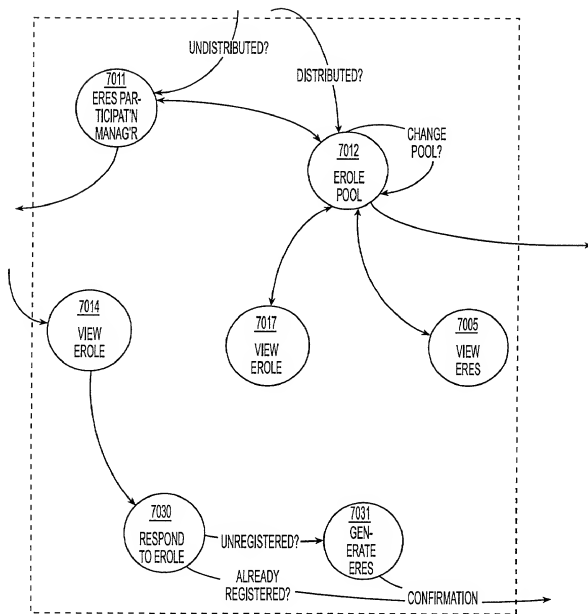 UNDISTRIBUTED?
DISTRIBUTED?
7011
ERES PAR-
TICIPAT'N
MANAG'R
CHANGE
POOL?
7012
EROLE
POOL
7014
VIEW
EROLE
7017
VIEW
EROLE
7005
VIEW
ERES
7030
RESPOND
TO EROLE
UNREGISTERED?
7031
GEN-
ERATE
ERES
ALREADY
REGISTERED?
CONFIRMATION